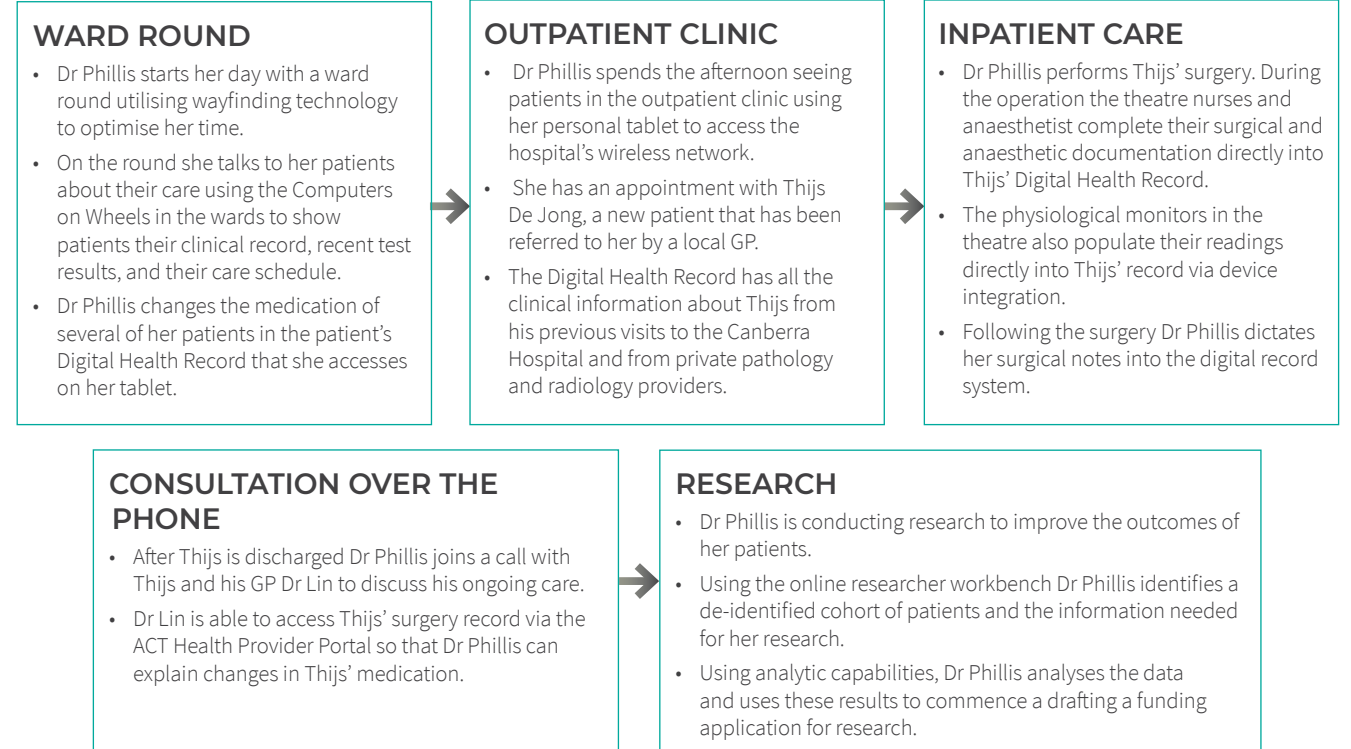 WARD ROUND
• Dr Phillis starts her day with a ward
round utilising wayfinding technology
to optimise her time.
• On the round she talks to her patients
about their care using the Computers
on Wheels in the wards to show
patients their clinical record, recent test
results, and their care schedule.
• Dr Phillis changes the medication of
several of her patients in the patient’s
Digital Health Record that she accesses
on her tablet.
OUTPATIENT CLINIC
• Dr Phillis spends the afternoon seeing
patients in the outpatient clinic using
her personal tablet to access the
hospital’s wireless network.
• She has an appointment with Thijs
De Jong, a new patient that has been
referred to her by a local GP.
• The Digital Health Record has all the
clinical information about Thijs from
his previous visits to the Canberra
Hospital and from private pathology
and radiology providers.
INPATIENT CARE
• Dr Phillis performs Thijs’ surgery. During
the operation the theatre nurses and
anaesthetist complete their surgical and
anaesthetic documentation directly into
Thijs’ Digital Health Record.
• The physiological monitors in the
theatre also populate their readings
directly into Thijs’ record via device
integration.
• Following the surgery Dr Phillis dictates
her surgical notes into the digital record
system.
CONSULTATION OVER THE
PHONE
• After Thijs is discharged Dr Phillis joins a call with
Thijs and his GP Dr Lin to discuss his ongoing care.
• Dr Lin is able to access Thijs’ surgery record via the
ACT Health Provider Portal so that Dr Phillis can
explain changes in Thijs’ medication.
RESEARCH
• Dr Phillis is conducting research to improve the outcomes of
her patients.
• Using the online researcher workbench Dr Phillis identifies a
de-identified cohort of patients and the information needed
for her research.
• Using analytic capabilities, Dr Phillis analyses the data
and uses these results to commence a drafting a funding
application for research.